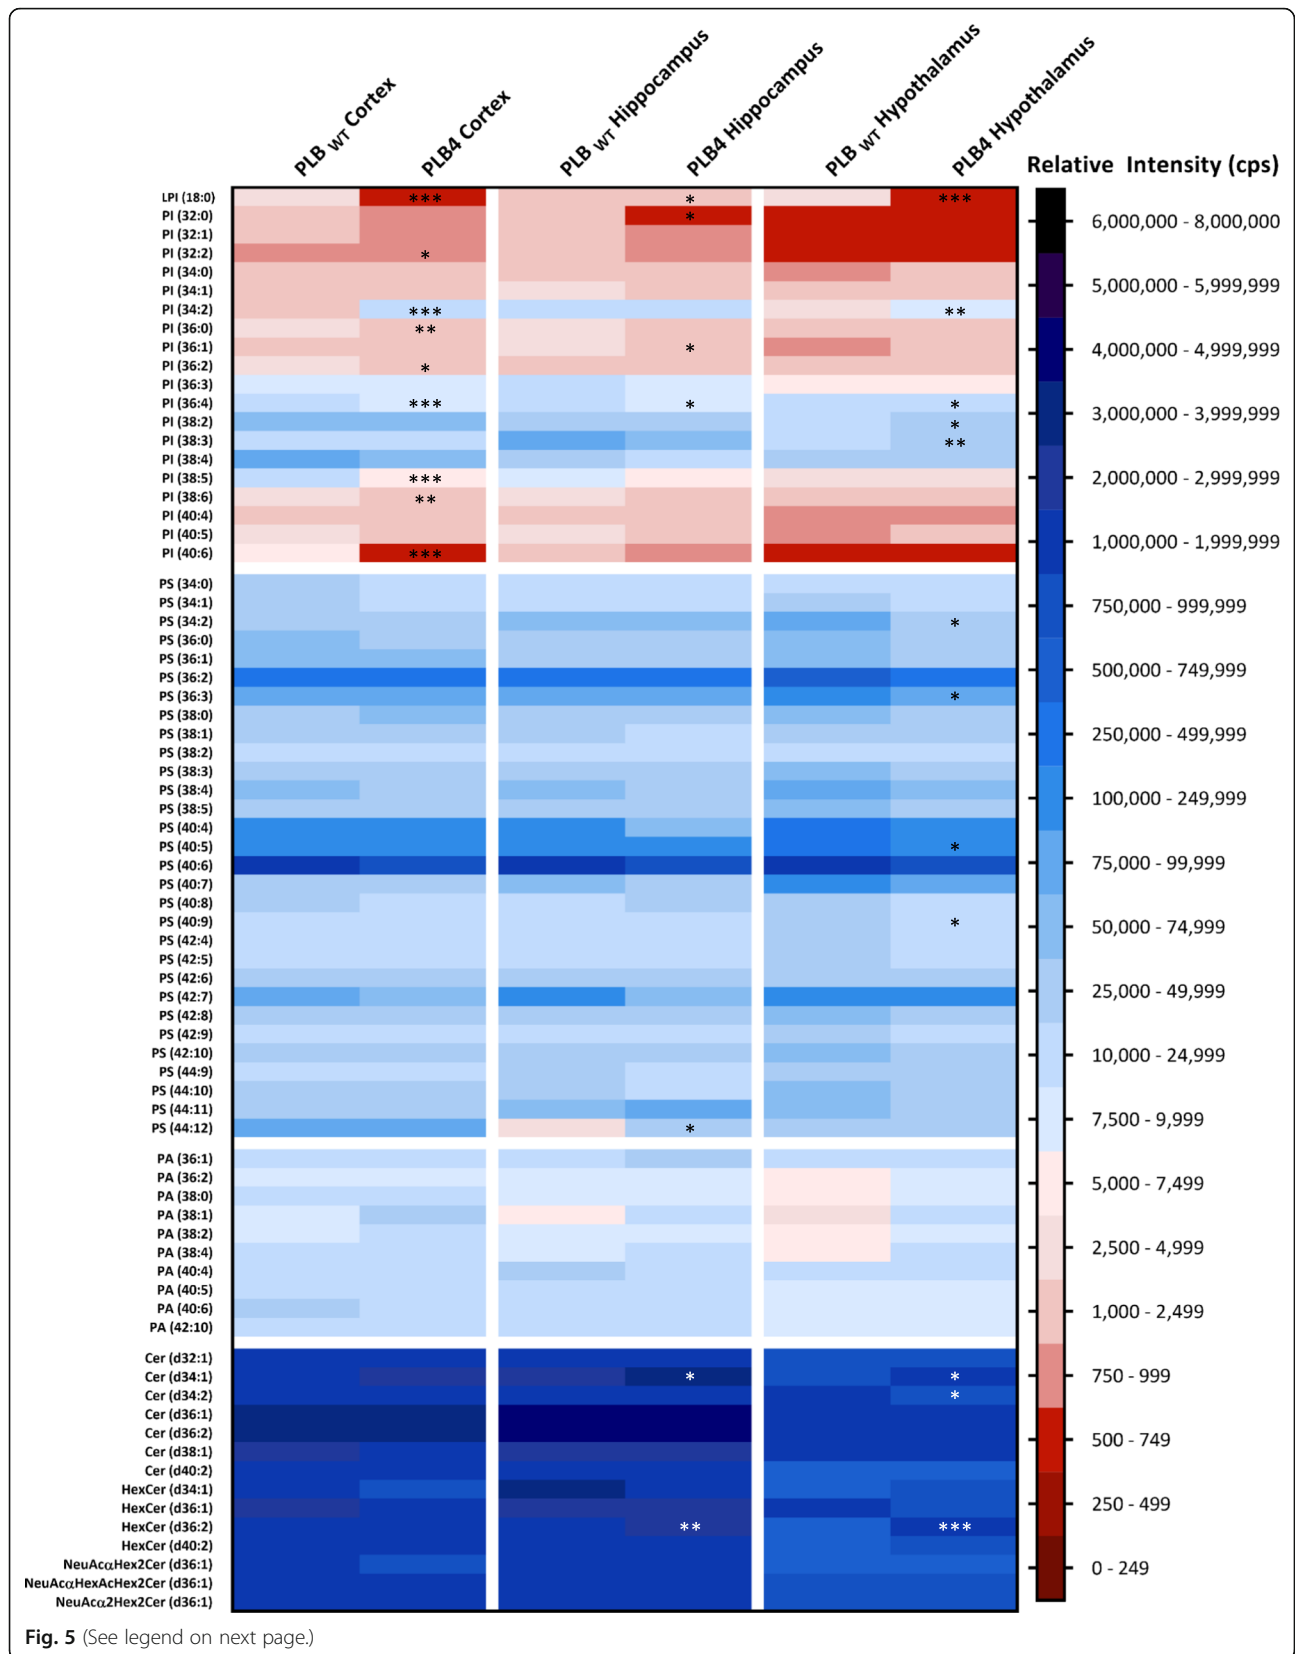 PLB WT Cortex
PLB4 Cortex
PLB WT Hippocampus
PLB4 Hippocampus
PLB WT Hypothalamus
PLB4 Hypothalamus
Relative Intensity (cps)
LPI (18:0) *** * ***
PI (32:0) *
PI (32:1)
PI (32:2) *
PI (34:0)
PI (34:1)
PI (34:2) *** **
PI (36:0) **
PI (36:1) *
PI (36:2) *
PI (36:3)
PI (36:4) *** * *
PI (38:2) *
PI (38:3) **
PI (38:4)
PI (38:5) ***
PI (38:6) **
PI (40:4)
PI (40:5)
PI (40:6) ***
PS (34:0)
PS (34:1)
PS (34:2) *
PS (36:0)
PS (36:1)
PS (36:2)
PS (36:3) *
PS (38:0)
PS (38:1)
PS (38:2)
PS (38:3)
PS (38:4)
PS (38:5)
PS (40:4)
PS (40:5) *
PS (40:6)
PS (40:7)
PS (40:8)
PS (40:9) *
PS (42:4)
PS (42:5)
PS (42:6)
PS (42:7)
PS (42:8)
PS (42:9)
PS (42:10)
PS (44:9)
PS (44:10)
PS (44:11)
PS (44:12) *
PA (36:1)
PA (36:2)
PA (38:0)
PA (38:1)
PA (38:2)
PA (38:4)
PA (40:4)
PA (40:5)
PA (40:6)
PA (42:10)
Cer (d32:1)
Cer (d34:1) * *
Cer (d34:2) *
Cer (d36:1)
Cer (d36:2)
Cer (d38:1)
Cer (d40:2)
HexCer (d34:1)
HexCer (d36:1)
HexCer (d36:2) ** ***
HexCer (d40:2)
NeuAcαHex2Cer (d36:1)
NeuAcαHexAcHex2Cer (d36:1)
NeuAcα2Hex2Cer (d36:1)
6,000,000 - 8,000,000
5,000,000 - 5,999,999
4,000,000 - 4,999,999
3,000,000 - 3,999,999
2,000,000 - 2,999,999
1,000,000 - 1,999,999
750,000 - 999,999
500,000 - 749,999
250,000 - 499,999
100,000 - 249,999
75,000 - 99,999
50,000 - 74,999
25,000 - 49,999
10,000 - 24,999
7,500 - 9,999
5,000 - 7,499
2,500 - 4,999
1,000 - 2,499
750 - 999
500 - 749
250 - 499
0 - 249
Fig. 5 (See legend on next page.)